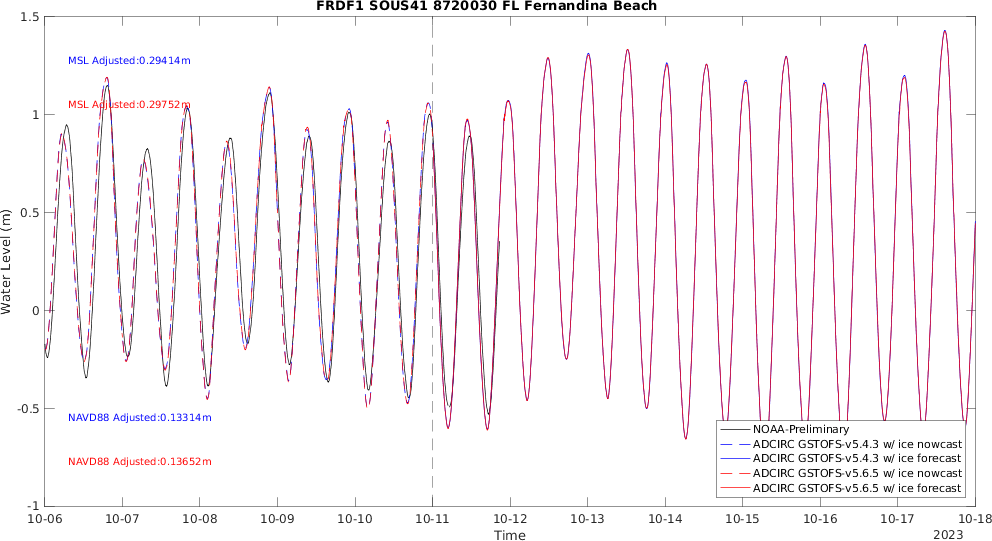 FRDF1 SOUS41 8720030 FL Fernandina Beach
1.5
1
0.5
0
-0.5
-1
Water Level (m)
MSL Adjusted:0.29414m
MSL Adjusted:0.29752m
NAVD88 Adjusted:0.13314m
NAVD88 Adjusted:0.13652m
NOAA-Preliminary
ADCIRC GSTOFS-v5.4.3 w/ ice nowcast
ADCIRC GSTOFS-v5.4.3 w/ ice forecast
ADCIRC GSTOFS-v5.6.5 w/ ice nowcast
ADCIRC GSTOFS-v5.6.5 w/ ice forecast
10-06 10-07 10-08 10-09 10-10 10-11 10-12 10-13 10-14 10-15 10-16 10-17 10-18
Time
2023